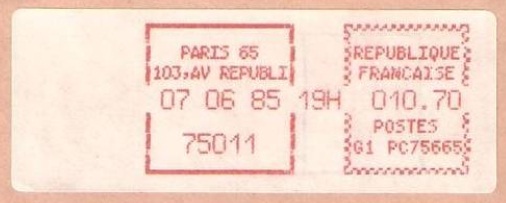 PARIS 65
103,AV REPUBLI
07 06 85 19H
75011
REPUBLIQUE
FRANCAISE
010.70
POSTES
G1 PC75665